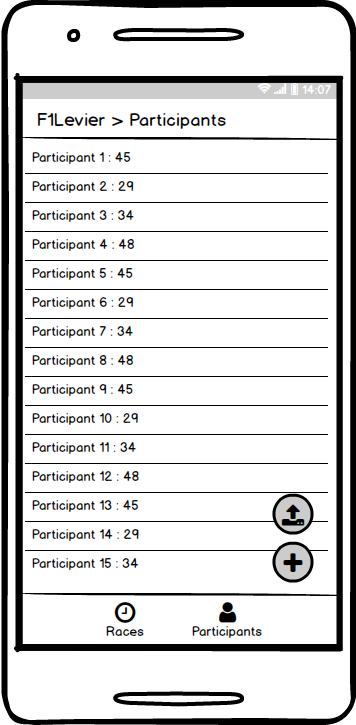 14:07
F1Levier > Participants
Participant 1 : 45
Participant 2 : 29
Participant 3 : 34
Participant 4 : 48
Participant 5 : 45
Participant 6 : 29
Participant 7 : 34
Participant 8 : 48
Participant 9 : 45
Participant 10 : 29
Participant 11 : 34
Participant 12 : 48
Participant 13 : 45
Participant 14 : 29
Participant 15 : 34
Races Participants